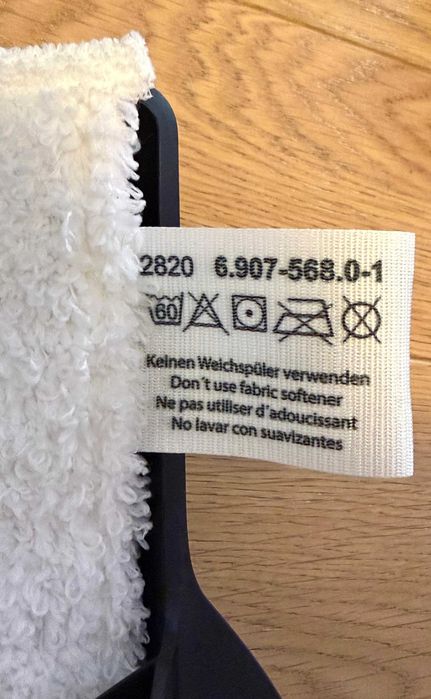 2820 6.907-568.0-1
60
Keinen Weichspüler verwenden
Don´t use fabric softener
Ne pas utiliser d´adoucissant
No lavar con suavizantes